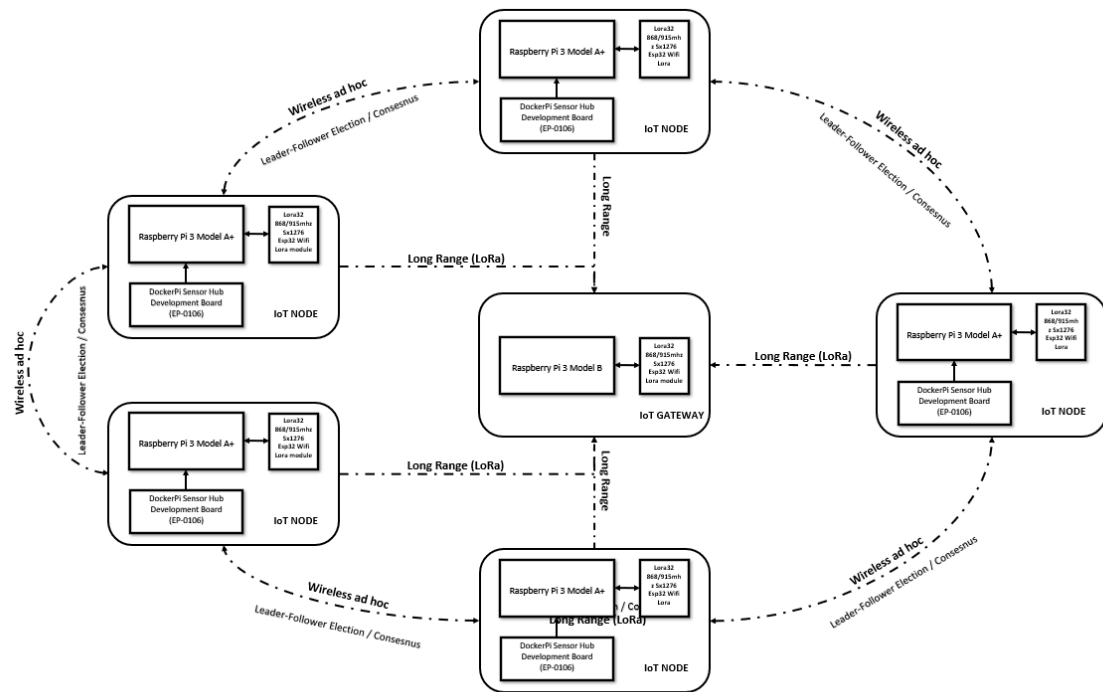 Raspberry Pi 3 Model A+
Lora32
868/915mh
z Sx1276
Esp32 Wifi
Lora
DockerPi Sensor Hub
Development Board
(EP-0106)
IoT NODE
Wireless ad hoc
Leader-Follower Election / Consesnus
Wireless ad hoc
Leader-Follower Election / Consesnus
Long Range
Raspberry Pi 3 Model A+
Lora32
868/915mhz
Sx1276
Esp32 Wifi
Lora module
DockerPi Sensor Hub
Development Board
(EP-0106)
IoT NODE
Long Range (LoRa)
Wireless ad hoc
Leader-Follower Election / Consesnus
Raspberry Pi 3 Model B
Lora32
868/915mhz
Sx1276
Esp32 Wifi
Lora module
IoT GATEWAY
Long Range (LoRa)
Raspberry Pi 3 Model A+
Lora32
868/915mh
z Sx1276
Esp32 Wifi
Lora
DockerPi Sensor Hub
Development Board
(EP-0106)
IoT NODE
Raspberry Pi 3 Model A+
Lora32
868/915mhz
Sx1276
Esp32 Wifi
Lora module
DockerPi Sensor Hub
Development Board
(EP-0106)
IoT NODE
Long Range (LoRa)
Long Range
Wireless ad hoc
Leader-Follower Election / Consesnus
Raspberry Pi 3 Model A+
Lora32
868/915mh
z Sx1276
Esp32 Wifi
Lora
Long Range (LoRa)
DockerPi Sensor Hub
Development Board
(EP-0106)
IoT NODE
Wireless ad hoc
Leader-Follower Election / Consesnus